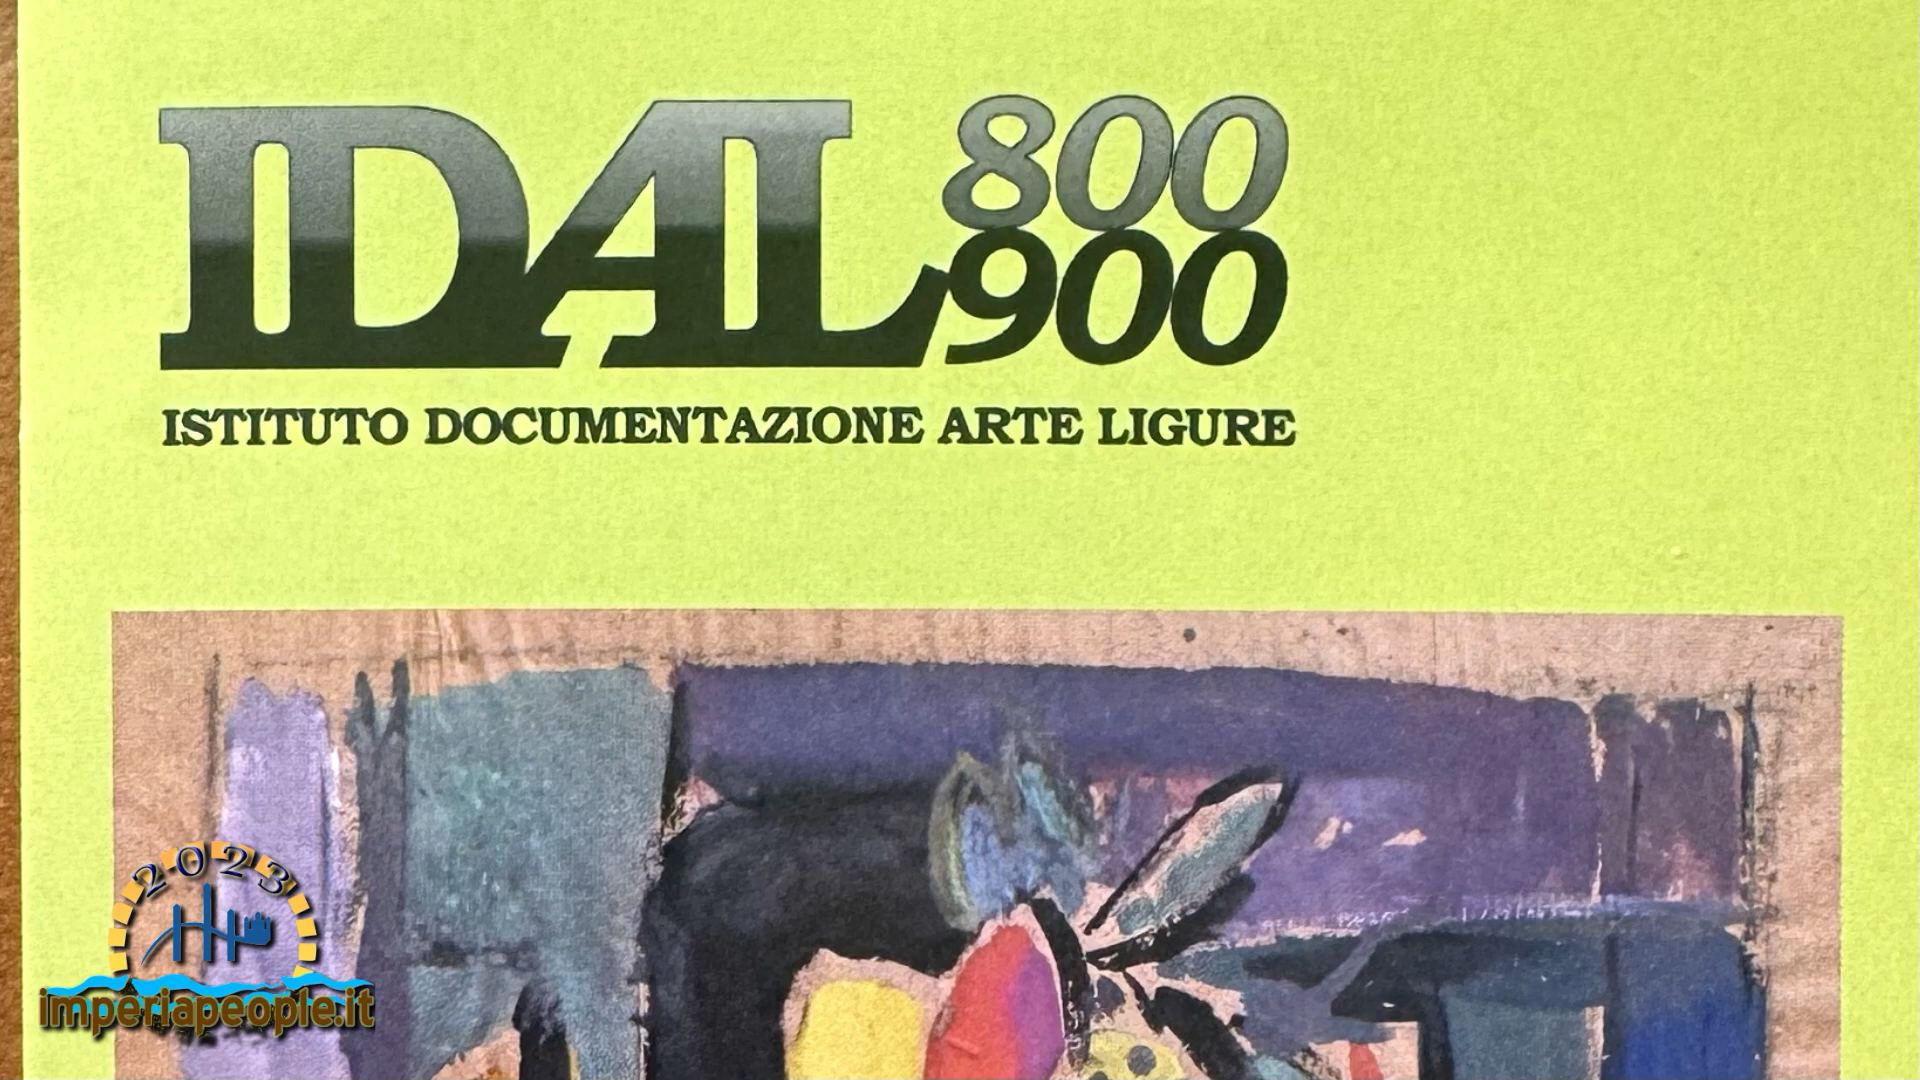 IDAL 800
900
ISTITUTO DOCUMENTAZIONE ARTE LIGURE
2023
imperiapeople.it